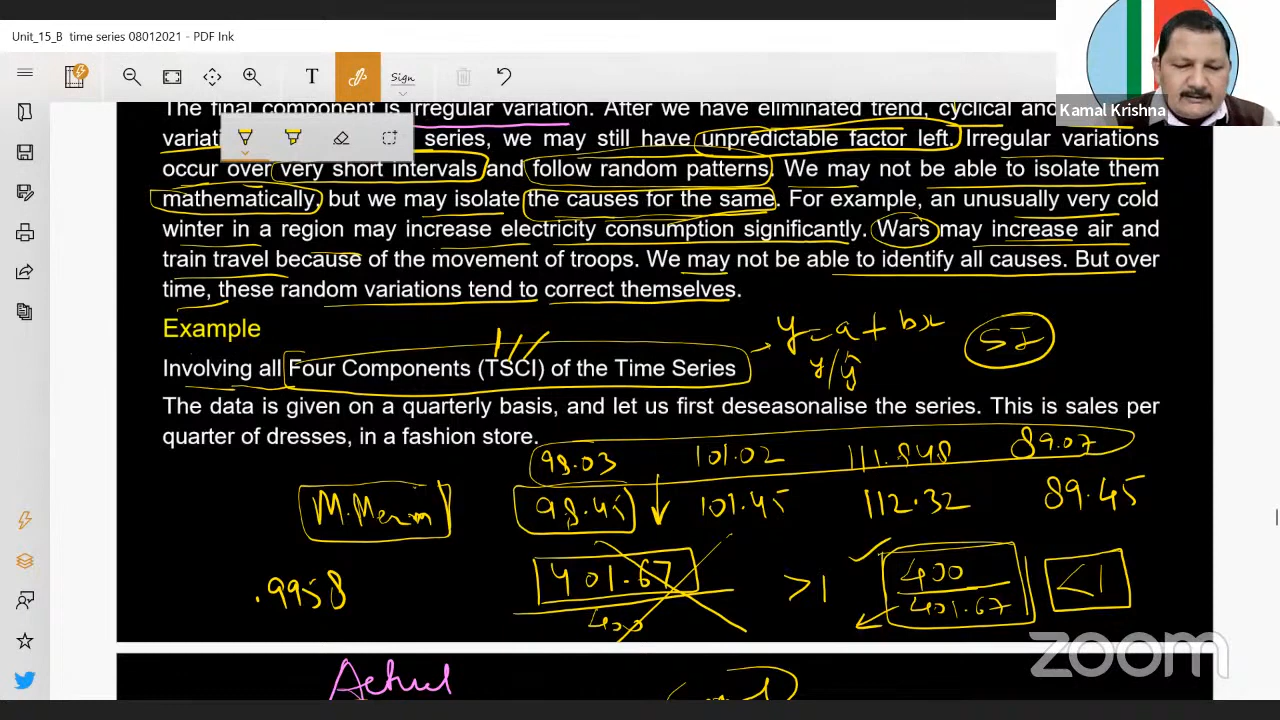 Unit_15_B time series 08012021 - PDF Ink
T
Sign
Kamal Krishna
The final component is irregular variation. After we have eliminated trend, cyclical and
variati series, we may still have unpredictable factor left. Irregular variations
occur over very short intervals and follow random patterns. We may not be able to isolate them
mathematically, but we may isolate the causes for the same. For example, an unusually very cold
winter in a region may increase electricity consumption significantly. Wars may increase air and
train travel because of the movement of troops. We may not be able to identify all causes. But over
time, these random variations tend to correct themselves.
Example
y = a + bx
SI
Involving all Four Components (TSCI) of the Time Series
y/ŷ
The data is given on a quarterly basis, and let us first deseasonalise the series. This is sales per
quarter of dresses, in a fashion store.
98.03 101.02 111.848 89.07
M.Mean 98.45 101.45 112.32 89.45
.9958
401.67
400
>1
400
401.67
<1
zoom
Actual